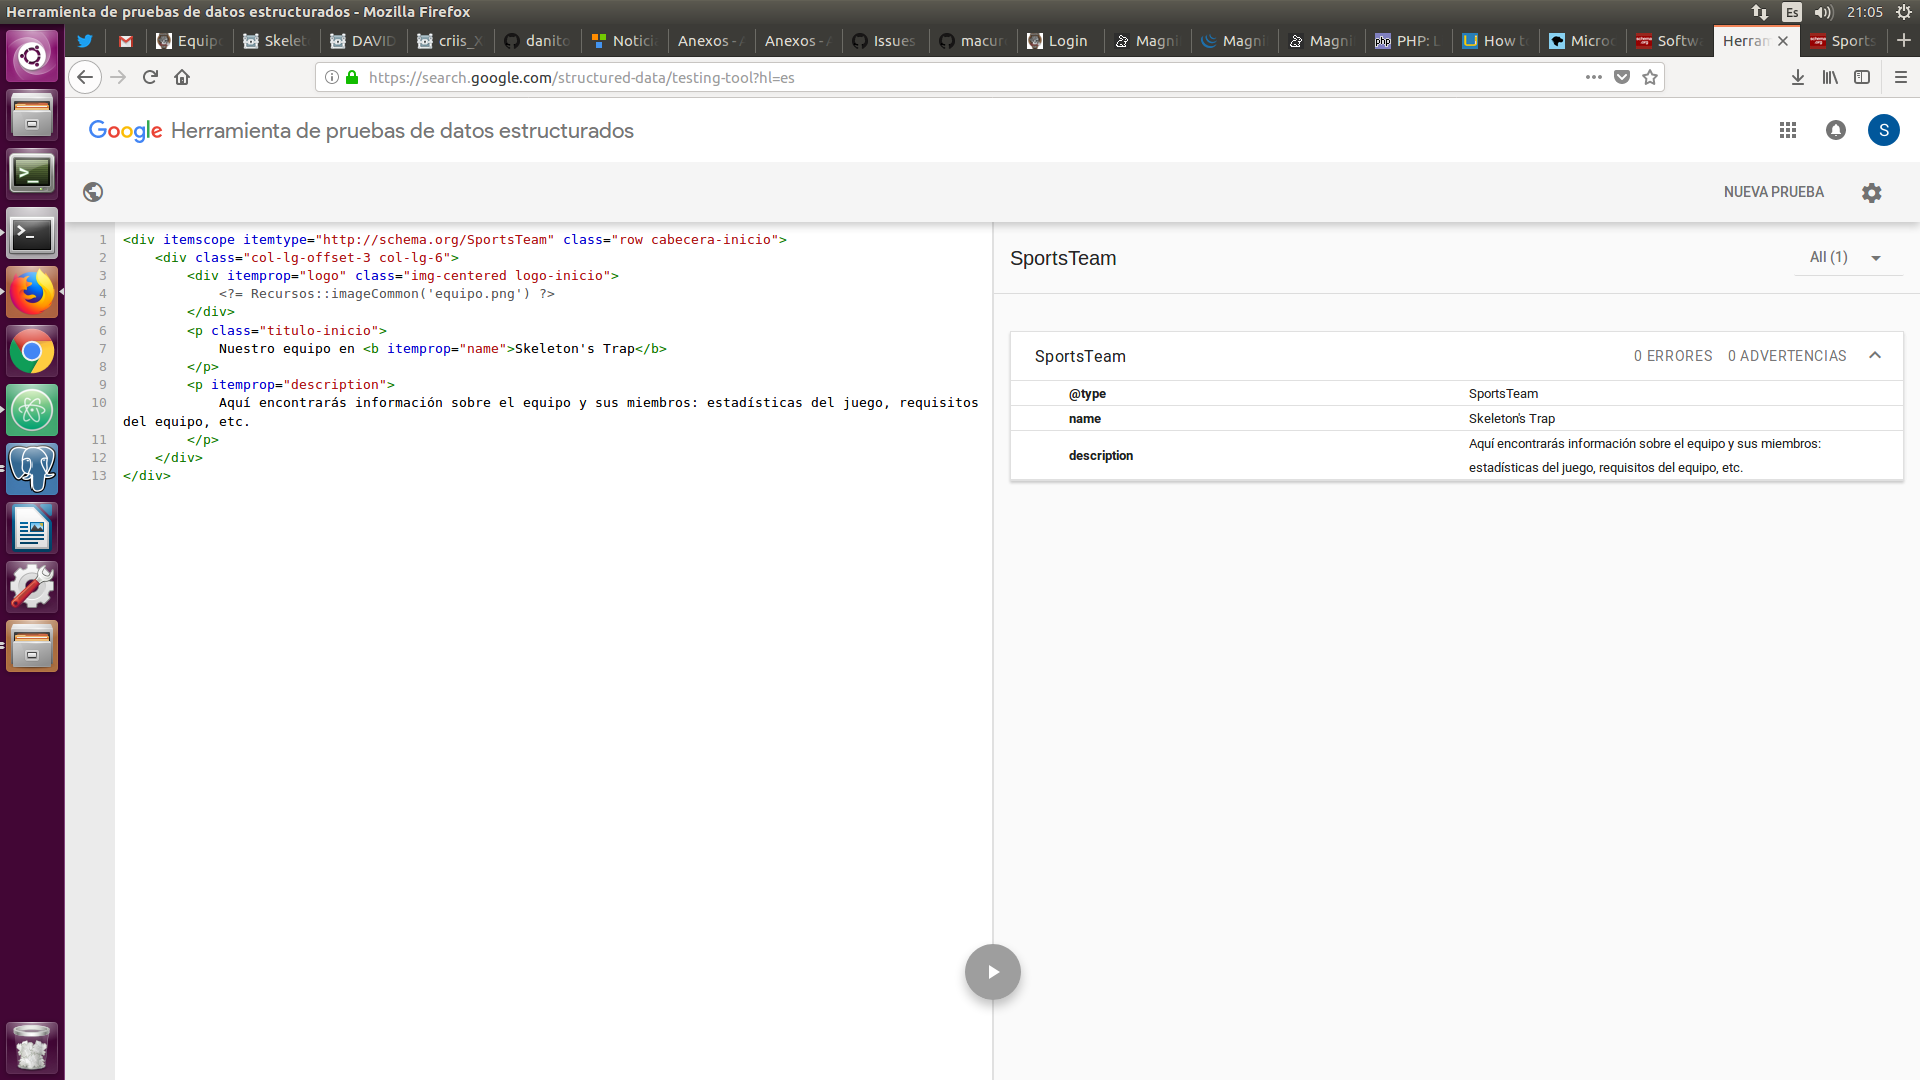 Herramienta de pruebas de datos estructurados - Mozilla Firefox
Es 21:05
Equip Skelet DAVID criis_X danito Notici Anexos - Anexos - Issues macur Login Magni Magni Magni PHP: L How t Micro Softw Herram Sports
https://search.google.com/structured-data/testing-tool?hl=es
Google Herramienta de pruebas de datos estructurados
S
NUEVA PRUEBA
1 <div itemscope itemtype="http://schema.org/SportsTeam" class="row cabecera-inicio">
2 <div class="col-lg-offset-3 col-lg-6">
3 <div itemprop="logo" class="img-centered logo-inicio">
4 <?= Recursos::imageCommon('equipo.png') ?>
5 </div>
6 <p class="titulo-inicio">
7 Nuestro equipo en <b itemprop="name">Skeleton's Trap</b>
8 </p>
9 <p itemprop="description">
10 Aquí encontrarás información sobre el equipo y sus miembros: estadísticas del juego, requisitos
del equipo, etc.
11 </p>
12 </div>
13 </div>
SportsTeam
All (1)
SportsTeam 0 ERRORES 0 ADVERTENCIAS
@type SportsTeam
name Skeleton's Trap
description Aquí encontrarás información sobre el equipo y sus miembros:
estadísticas del juego, requisitos del equipo, etc.